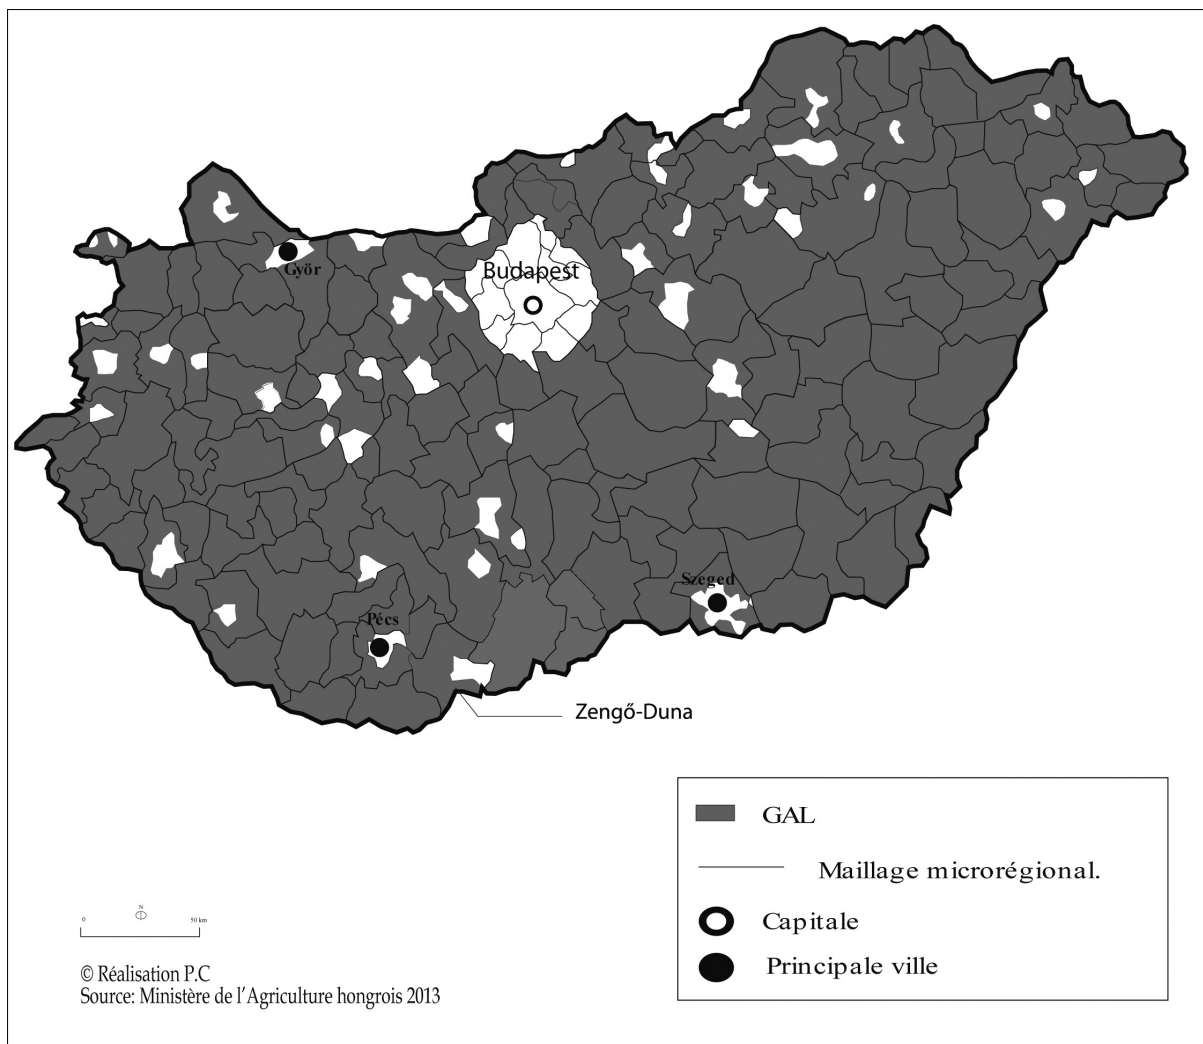 Budapest
Györ
Szeged
Pécs
Zengő-Duna
GAL
Maillage microrégional.
Capitale
Principale ville
N
0 50 km
© Réalisation P.C
Source: Ministère de l'Agriculture hongrois 2013